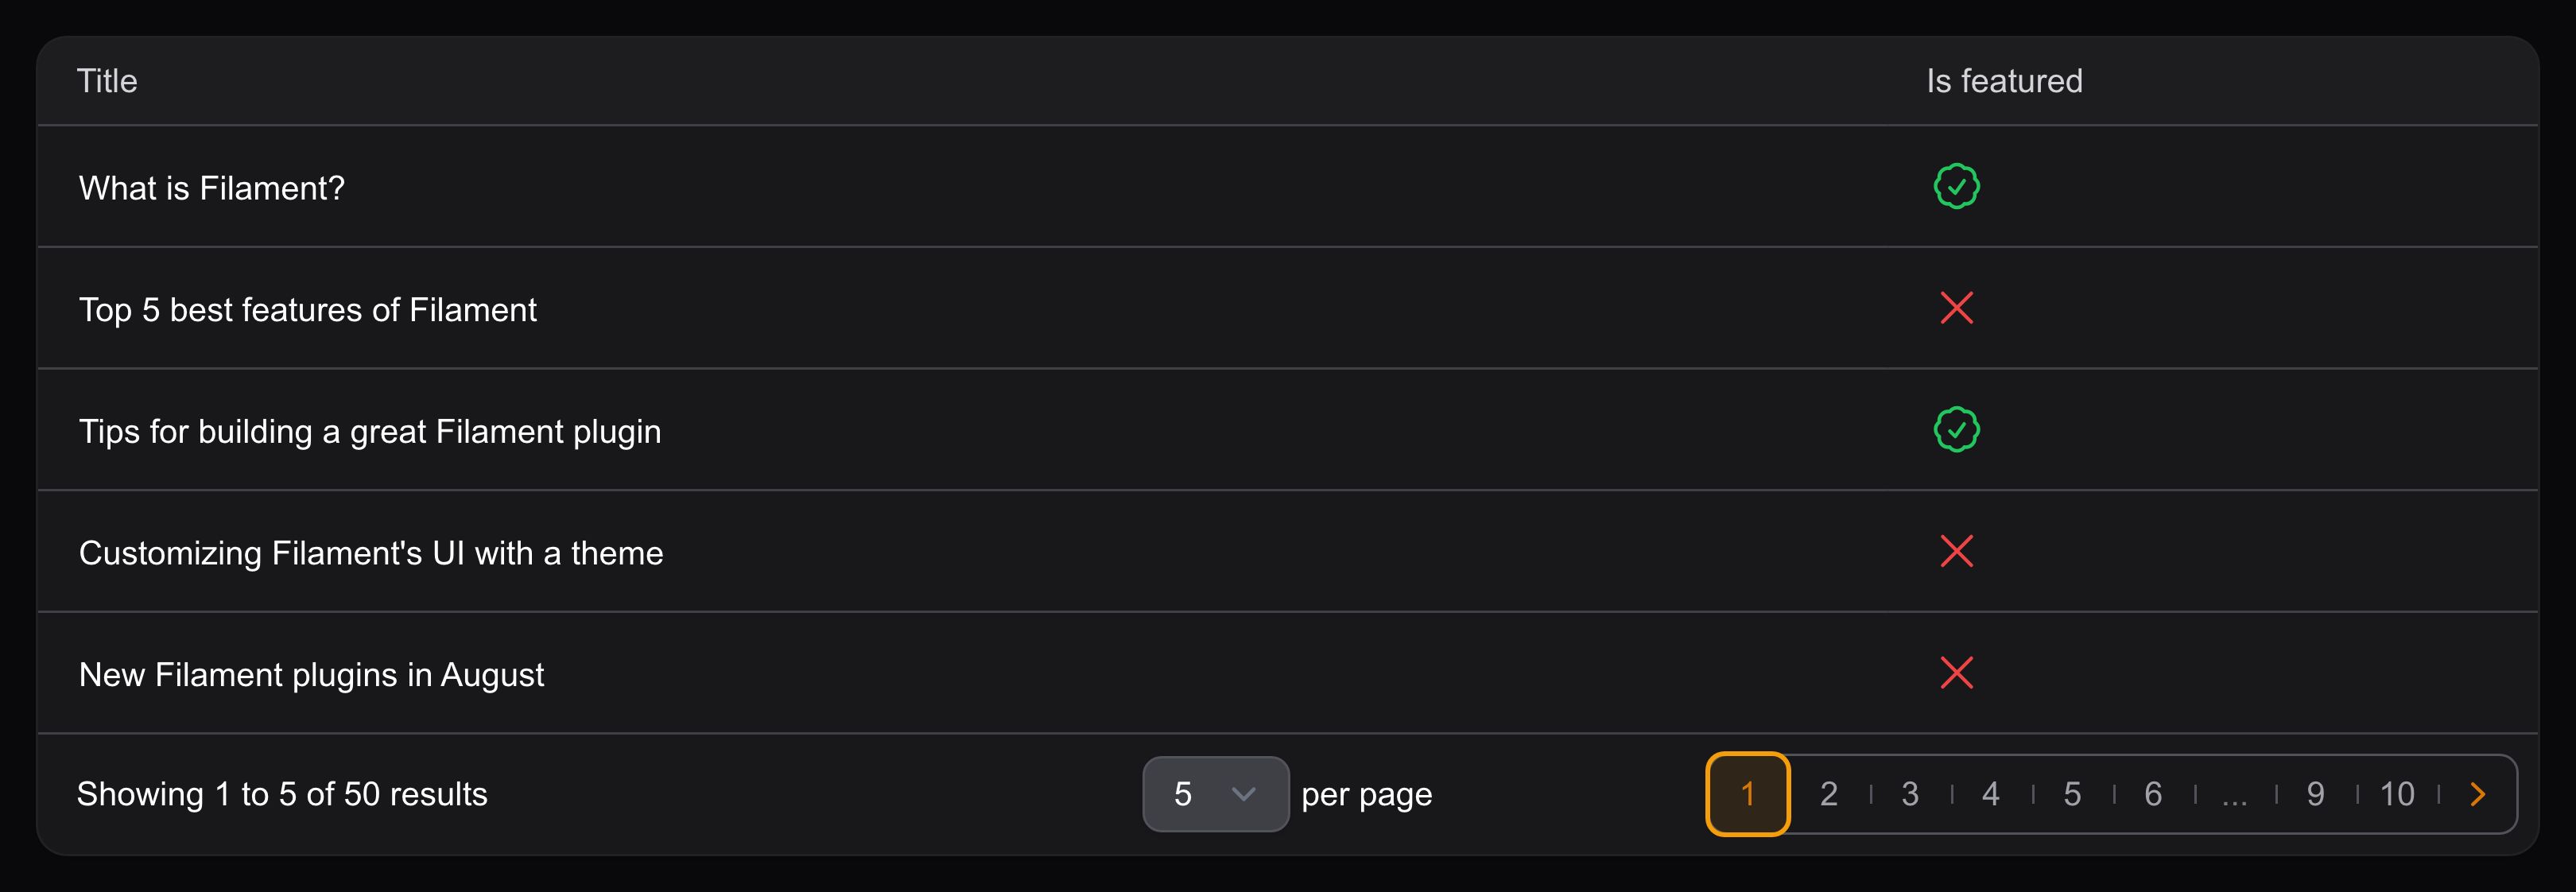 Title Is featured
What is Filament?
Top 5 best features of Filament
Tips for building a great Filament plugin
Customizing Filament's UI with a theme
New Filament plugins in August
Showing 1 to 5 of 50 results 5 per page 1 2 3 4 5 6 ... 9 10